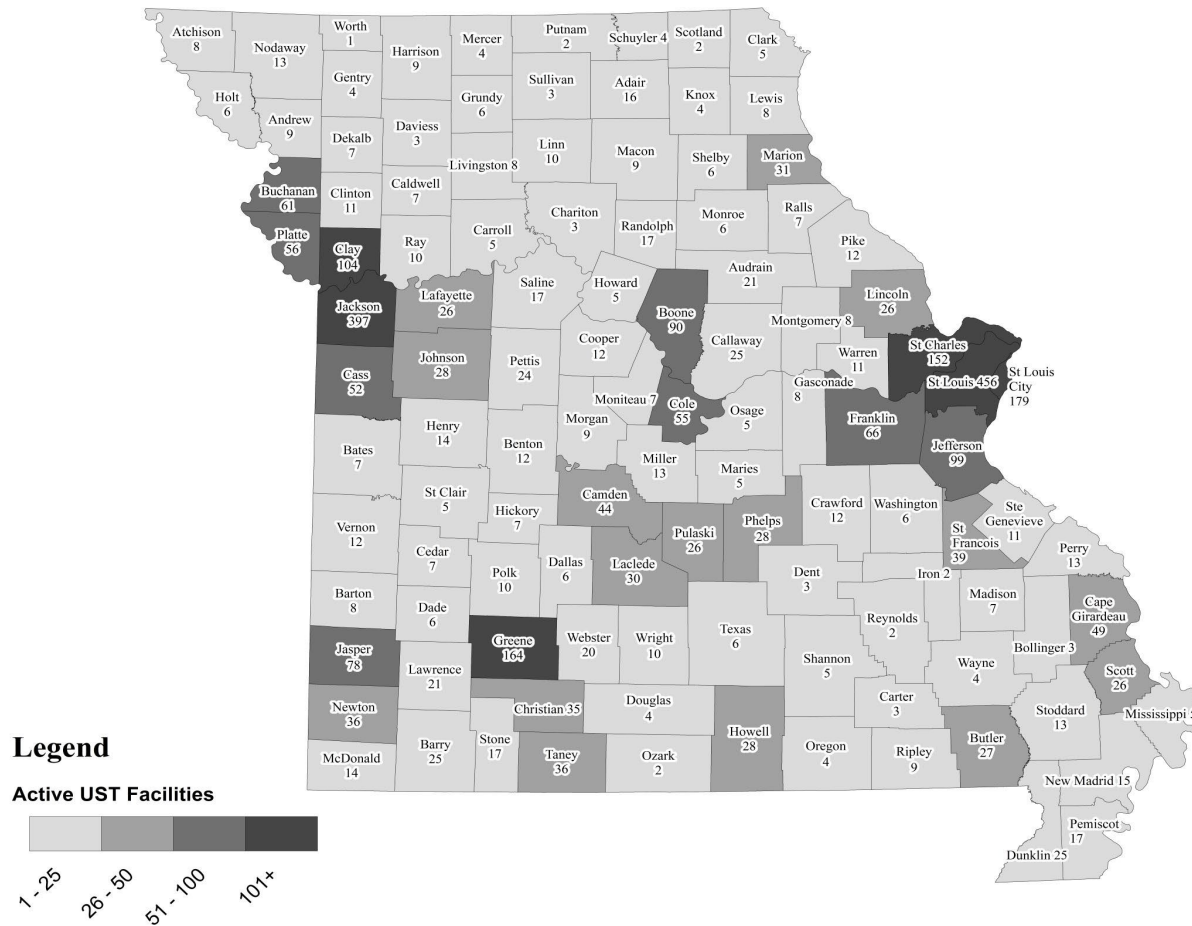 Atchison
8
Nodaway
13
Worth
1
Harrison
9
Mercer
4
Putnam
2
Schuyler 4
Scotland
2
Clark
5
Gentry
4
Holt
6
Andrew
9
Dekalb
7
Daviess
3
Grundy
6
Sullivan
3
Adair
16
Knox
4
Lewis
8
Livingston 8
Linn
10
Macon
9
Shelby
6
Marion
31
Buchanan
61
Clinton
11
Caldwell
7
Chariton
3
Randolph
17
Monroe
6
Ralls
7
Pike
12
Platte
56
Clay
104
Ray
10
Carroll
5
Audrain
21
Saline
17
Howard
5
Boone
90
Jackson
397
Lafayette
26
Lincoln
26
Montgomery 8
Callaway
25
Cooper
12
Warren
11
St Charles
152
St Louis 456
St Louis
City
179
Cass
52
Johnson
28
Pettis
24
Moniteau 7
Cole
55
Osage
5
Gasconade
8
Franklin
66
Jefferson
99
Morgan
9
Henry
14
Benton
12
Miller
13
Maries
5
Bates
7
St Clair
5
Camden
44
Hickory
7
Pulaski
26
Phelps
28
Crawford
12
Washington
6
St
Francois
39
Ste
Genevieve
11
Perry
13
Vernon
12
Cedar
7
Polk
10
Dallas
6
Laclede
30
Dent
3
Iron 2
Madison
7
Cape
Girardeau
49
Barton
8
Dade
6
Greene
164
Webster
20
Wright
10
Texas
6
Reynolds
2
Bollinger 3
Jasper
78
Lawrence
21
Shannon
5
Wayne
4
Scott
26
Newton
36
Christian 35
Douglas
4
Carter
3
Stoddard
13
Mississippi
Howell
28
McDonald
14
Barry
25
Stone
17
Taney
36
Ozark
2
Oregon
4
Ripley
9
Butler
27
New Madrid 15
Pemiscot
17
Dunklin 25
Legend
Active UST Facilities
1 - 25
26 - 50
51 - 100
101+